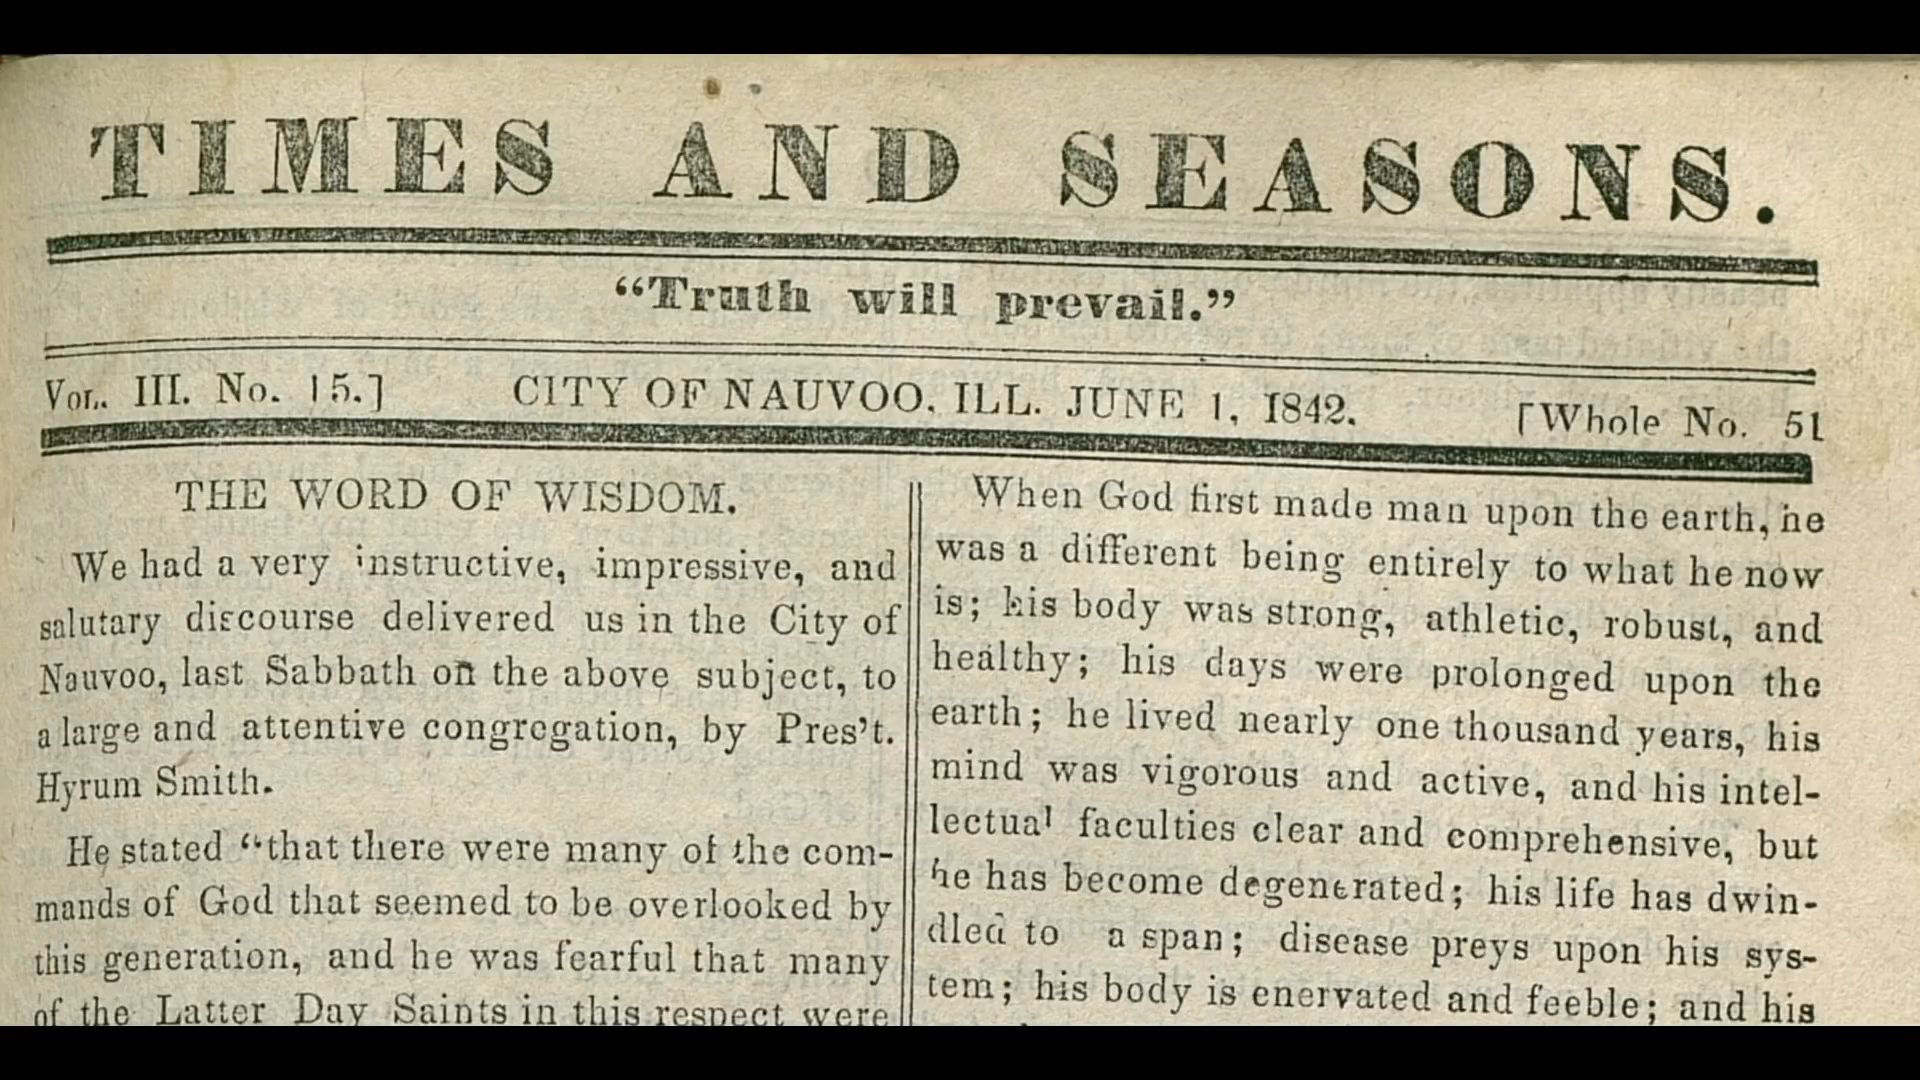 TIMES AND SEASONS.
"Truth will prevail."
Vol. III. No. 15.] CITY OF NAUVOO, ILL. JUNE 1, 1842. [Whole No. 51
THE WORD OF WISDOM.
We had a very instructive, impressive, and
salutary discourse delivered us in the City of
Nauvoo, last Sabbath on the above subject, to
a large and attentive congregation, by Pres't.
Hyrum Smith.
He stated "that there were many of the com-
mands of God that seemed to be overlooked by
this generation, and he was fearful that many
of the Latter Day Saints in this respect were
When God first made man upon the earth, he
was a different being entirely to what he now
is; his body was strong, athletic, robust, and
healthy; his days were prolonged upon the
earth; he lived nearly one thousand years, his
mind was vigorous and active, and his intel-
lectual faculties clear and comprehensive, but
he has become degenerated; his life has dwin-
dled to a span; disease preys upon his sys-
tem; his body is enervated and feeble; and his